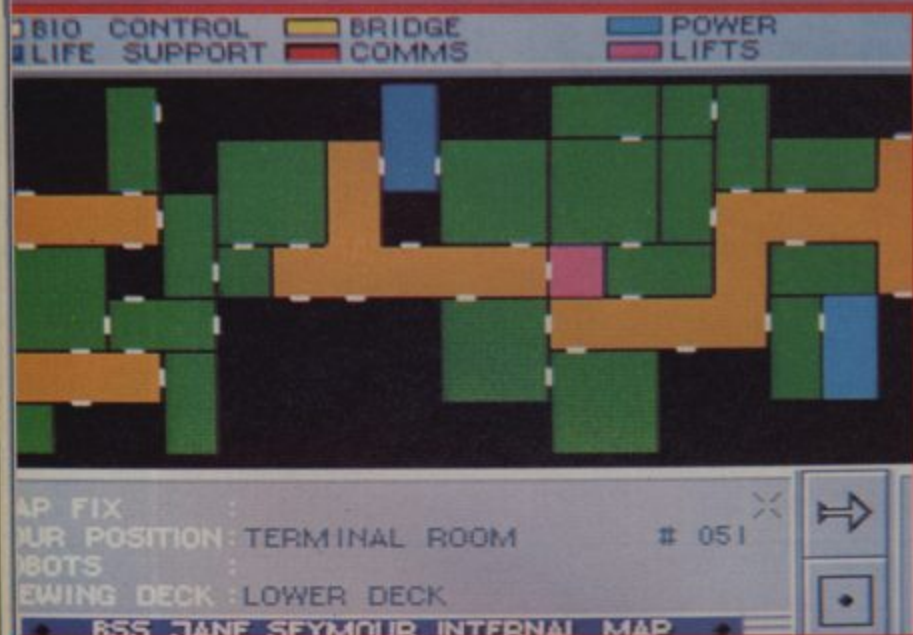 BIO CONTROL BRIDGE POWER
LIFE SUPPORT COMMS LIFTS
AP FIX :
OUR POSITION: TERMINAL ROOM # 051
OBOTS :
EWING DECK : LOWER DECK
BSS JANE SEYMOUR INTERNAL MAP